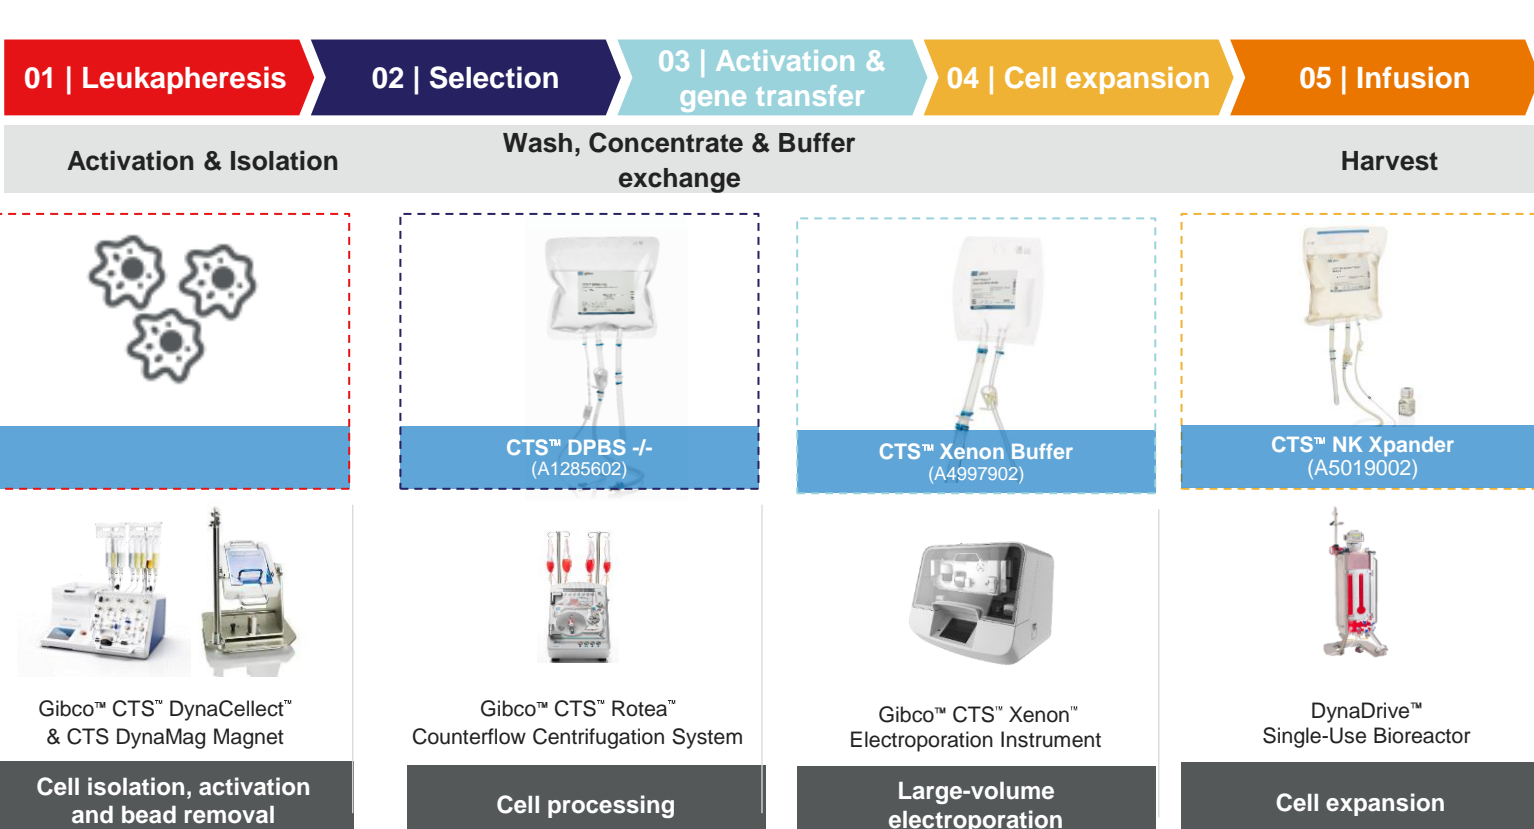 01 | Leukapheresis
02 | Selection
03 | Activation &
gene transfer
04 | Cell expansion
05 | Infusion
Activation & Isolation
Wash, Concentrate & Buffer
exchange
Harvest
CTS™ DPBS -/-
(A1285602)
CTS™ Xenon Buffer
(A4997902)
CTS™ NK Xpander
(A5019002)
Gibco™ CTS™ DynaCellect™
& CTS DynaMag Magnet
Gibco™ CTS™ Rotea™
Counterflow Centrifugation System
Gibco™ CTS™ Xenon™
Electroporation Instrument
DynaDrive™
Single-Use Bioreactor
Cell isolation, activation
and bead removal
Cell processing
Large-volume
electroporation
Cell expansion